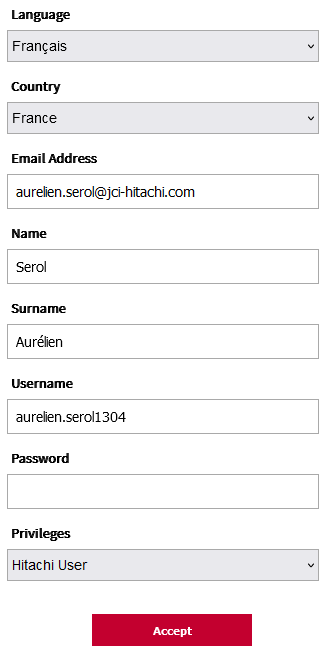 Language
Français
Country
France
Email Address
aurelien.serol@jci-hitachi.com
Name
Serol
Surname
Aurélien
Username
aurelien.serol1304
Password
Privileges
Hitachi User
Accept